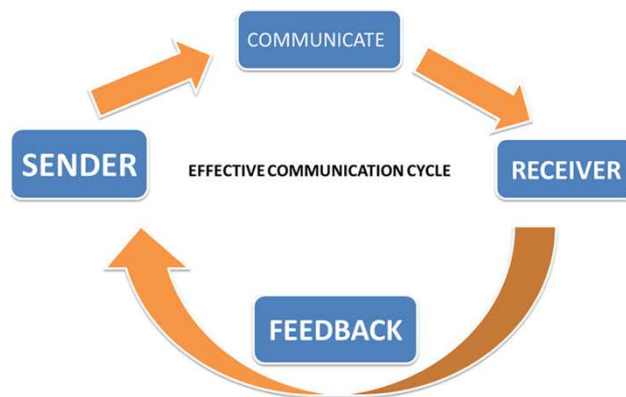 COMMUNICATE
SENDER
EFFECTIVE COMMUNICATION CYCLE
RECEIVER
FEEDBACK